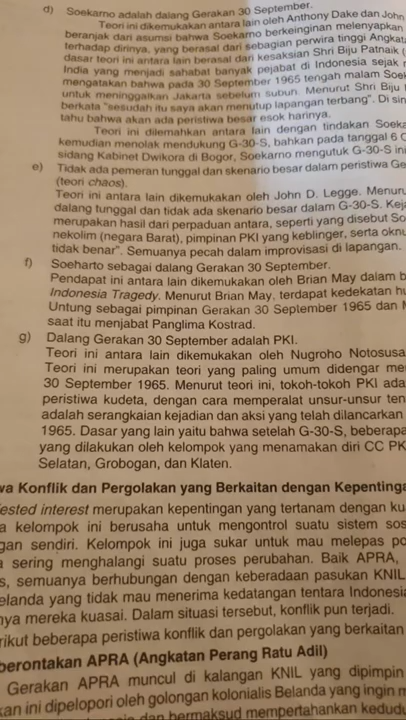 d) Soekarno adalah dalang Gerakan 30 September.
Teori ini dikemukakan antara lain oleh Anthony Dake dan John
beranjak dari asumsi bahwa Soekarno berkeinginan melenyapkan
terhadap dirinya, yang berasal dari sebagian perwira tinggi Angkat
dasar teori ini antara lain berasal dari kesaksian Shri Biju Patnaik (
India yang menjadi sahabat banyak pejabat di Indonesia sejak
mengatakan bahwa pada 30 September 1965 tengah malam Soek
untuk meninggalkan Jakarta sebelum subuh. Menurut Shri Biju
berkata "sesudah itu saya akan menutup lapangan terbang". Di sin
tahu bahwa akan ada peristiwa besar esok harinya.
Teori ini dilemahkan antara lain dengan tindakan Soeka
kemudian menolak mendukung G-30-S, bahkan pada tanggal 6 O
sidang Kabinet Dwikora di Bogor, Soekarno mengutuk G-30-S ini
e) Tidak ada pemeran tunggal dan skenario besar dalam peristiwa Ge
(teori chaos).
Teori ini antara lain dikemukakan oleh John D. Legge. Menuru
dalang tunggal dan tidak ada skenario besar dalam G-30-S. Keja
merupakan hasil dari perpaduan antara, seperti yang disebut So
nekolim (negara Barat), pimpinan PKI yang keblinger, serta oknu
tidak benar". Semuanya pecah dalam improvisasi di lapangan.
f) Soeharto sebagai dalang Gerakan 30 September.
Pendapat ini antara lain dikemukakan oleh Brian May dalam b
Indonesia Tragedy. Menurut Brian May, terdapat kedekatan hu
Untung sebagai pimpinan Gerakan 30 September 1965 dan M
saat itu menjabat Panglima Kostrad.
g) Dalang Gerakan 30 September adalah PKI.
Teori ini antara lain dikemukakan oleh Nugroho Notosusa
Teori ini merupakan teori yang paling umum didengar me
30 September 1965. Menurut teori ini, tokoh-tokoh PKI ada
peristiwa kudeta, dengan cara memperalat unsur-unsur ten
adalah serangkaian kejadian dan aksi yang telah dilancarkan
1965. Dasar yang lain yaitu bahwa setelah G-30-S, beberapa
yang dilakukan oleh kelompok yang menamakan diri CC PK
Selatan, Grobogan, dan Klaten.
wa Konflik dan Pergolakan yang Berkaitan dengan Kepentinga
ested interest merupakan kepentingan yang tertanam dengan ku
a kelompok ini berusaha untuk mengontrol suatu sistem sos
gan sendiri. Kelompok ini juga sukar untuk mau melepas po
a sering menghalangi suatu proses perubahan. Baik APRA,
s, semuanya berhubungan dengan keberadaan pasukan KNIL
elanda yang tidak mau menerima kedatangan tentara Indonesia
nya mereka kuasai. Dalam situasi tersebut, konflik pun terjadi.
rikut beberapa peristiwa konflik dan pergolakan yang berkaitan
berontakan APRA (Angkatan Perang Ratu Adil)
Gerakan APRA muncul di kalangan KNIL yang dipimpin
kan ini dipelopori oleh golongan kolonialis Belanda yang ingin m
dan bermaksud mempertahankan kedudu